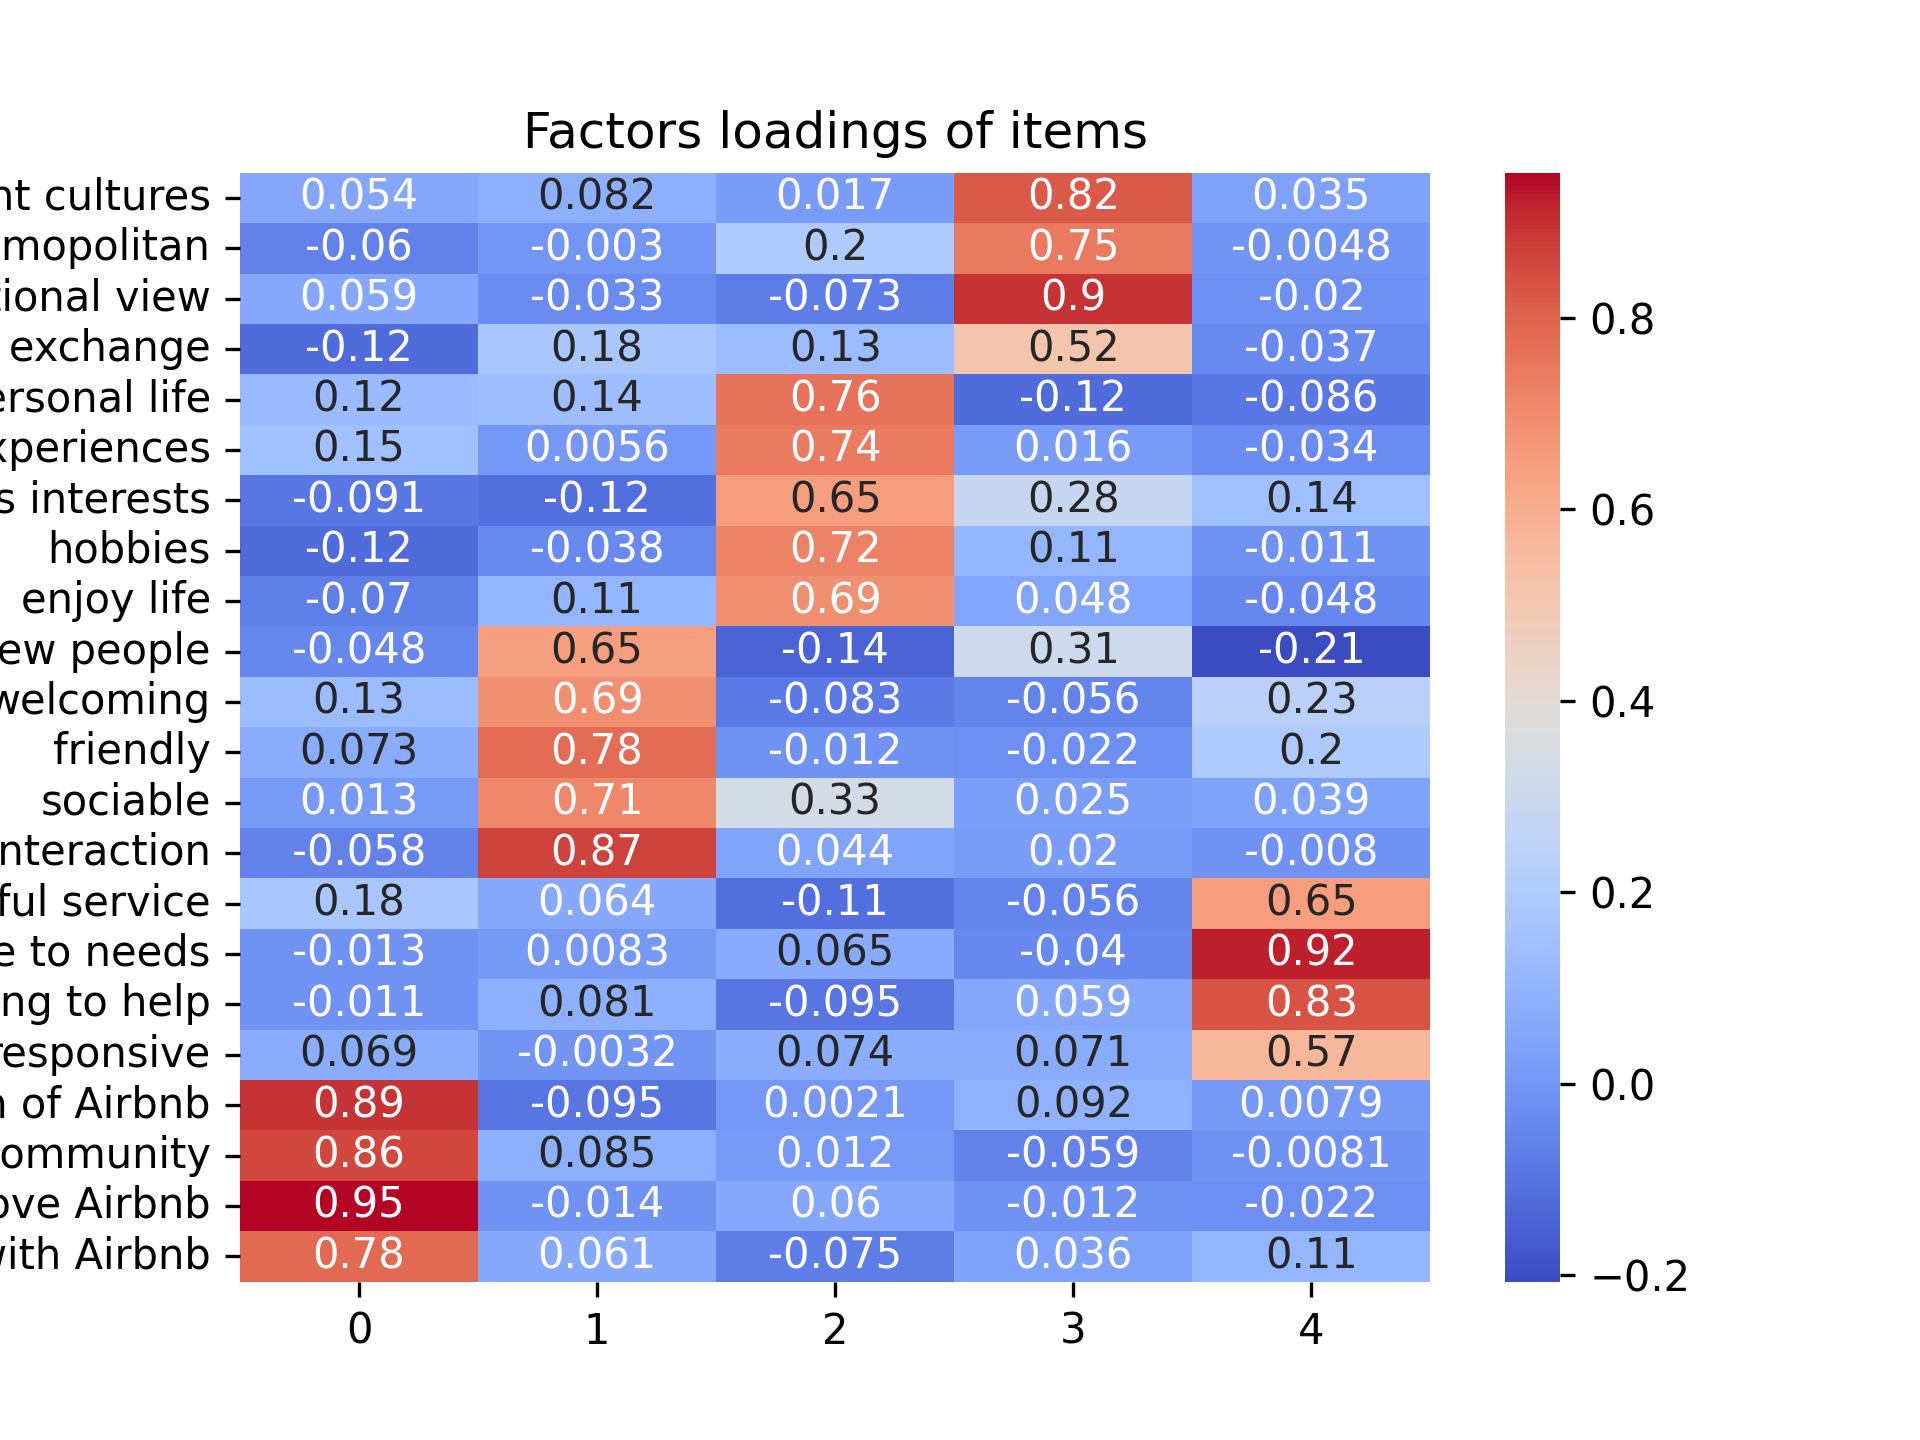 Factors loadings of items
cultures 0.054 0.082 0.017 0.82 0.035
-0.06 -0.003 0.2 0.75 -0.0048
view 0.059 -0.033 -0.073 0.9 -0.02
exchange -0.12 0.18 0.13 0.52 -0.037
life 0.12 0.14 0.76 -0.12 -0.086
0.15 0.0056 0.74 0.016 -0.034
interests -0.091 -0.12 0.65 0.28 0.14
hobbies -0.12 -0.038 0.72 0.11 -0.011
enjoy life -0.07 0.11 0.69 0.048 -0.048
people -0.048 0.65 -0.14 0.31 -0.21
welcoming 0.13 0.69 -0.083 -0.056 0.23
friendly 0.073 0.78 -0.012 -0.022 0.2
sociable 0.013 0.71 0.33 0.025 0.039
-0.058 0.87 0.044 0.02 -0.008
service 0.18 0.064 -0.11 -0.056 0.65
to needs -0.013 0.0083 0.065 -0.04 0.92
to help -0.011 0.081 -0.095 0.059 0.83
responsive 0.069 -0.0032 0.074 0.071 0.57
of Airbnb 0.89 -0.095 0.0021 0.092 0.0079
0.86 0.085 0.012 -0.059 -0.0081
Airbnb 0.95 -0.014 0.06 -0.012 -0.022
Airbnb 0.78 0.061 -0.075 0.036 0.11
0 1 2 3 4
0.8
0.6
0.4
0.2
0.0
−0.2